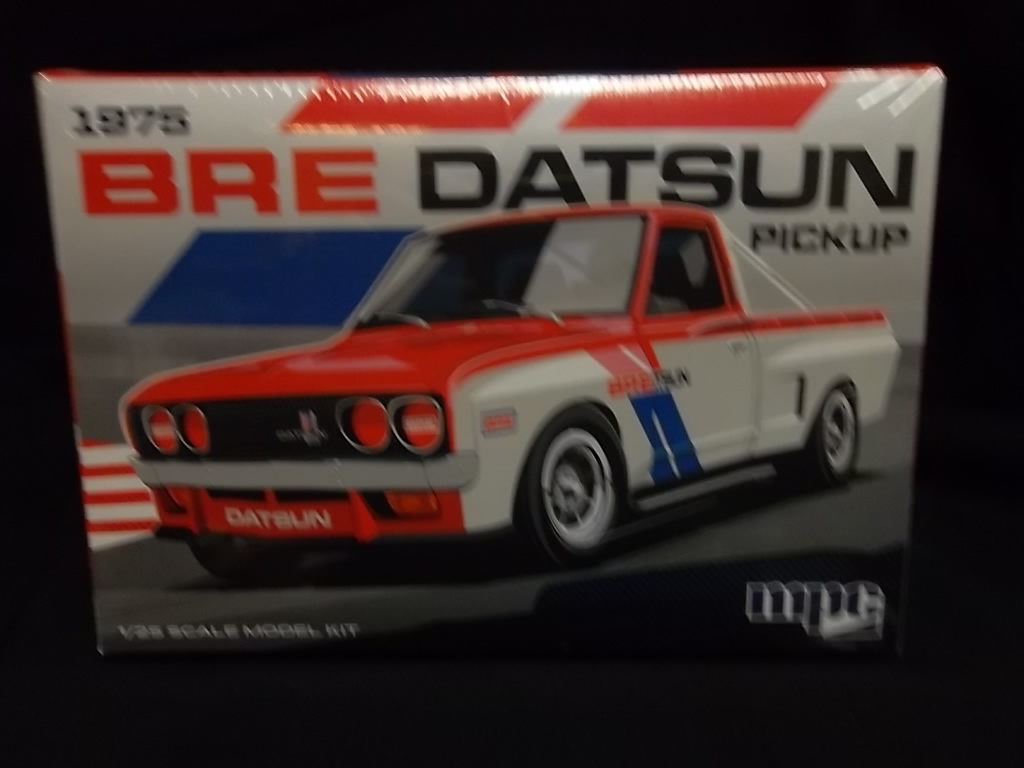 1975
BRE DATSUN
PICKUP
DATSUN
mpc
1/25 SCALE MODEL KIT